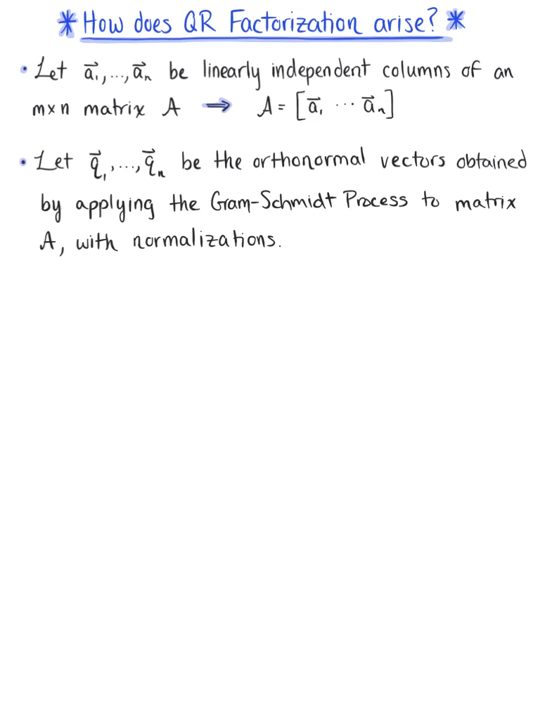 * How does QR Factorization arise? *
• Let a⃗₁,...,a⃗ₙ be linearly independent columns of an
m×n matrix A ⇒ A = [a⃗₁ ··· a⃗ₙ]
• Let q⃗₁,...,q⃗ₙ be the orthonormal vectors obtained
by applying the Gram-Schmidt Process to matrix
A, with normalizations.